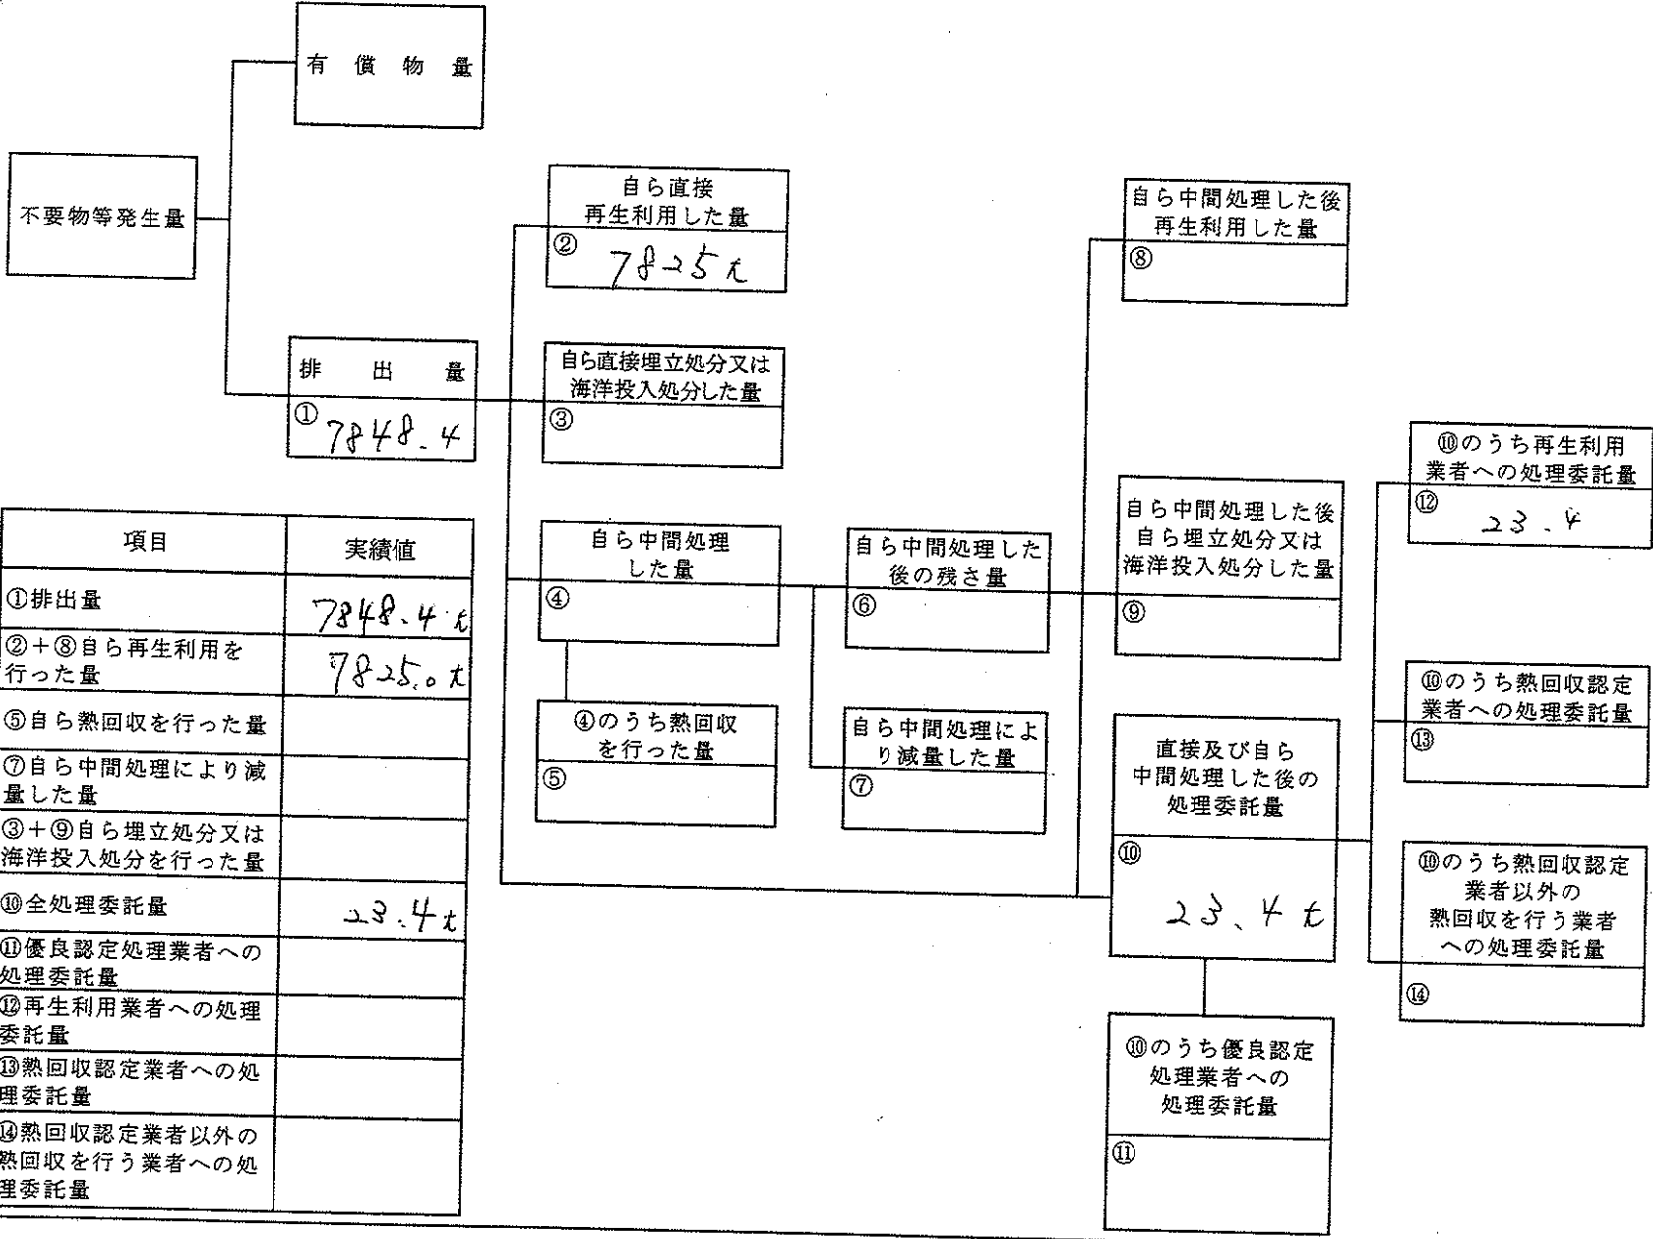 有償物量
不要物等発生量
自ら直接
再生利用した量
②
7825t
自ら中間処理した後
再生利用した量
⑧
排出量
①
7848.4
自ら直接埋立処分又は
海洋投入処分した量
③
⑩のうち再生利用
業者への処理委託量
⑫
23.4
自ら中間処理
した量
④
自ら中間処理した
後の残さ量
⑥
自ら中間処理した後
自ら埋立処分又は
海洋投入処分した量
⑨
⑩のうち熱回収認定
業者への処理委託量
⑬
④のうち熱回収
を行った量
⑤
自ら中間処理によ
り減量した量
⑦
直接及び自ら
中間処理した後の
処理委託量
⑩
23.4t
⑩のうち熱回収認定
業者以外の
熱回収を行う業者
への処理委託量
⑭
⑩のうち優良認定
処理業者への
処理委託量
⑪
項目 実績値
①排出量 7848.4t
②+⑧自ら再生利用を
行った量 7825.0t
⑤自ら熱回収を行った量
⑦自ら中間処理により減
量した量
③+⑨自ら埋立処分又は
海洋投入処分を行った量
⑩全処理委託量 23.4t
⑪優良認定処理業者への
処理委託量
⑫再生利用業者への処理
委託量
⑬熱回収認定業者への処
理委託量
⑭熱回収認定業者以外の
熱回収を行う業者への処
理委託量